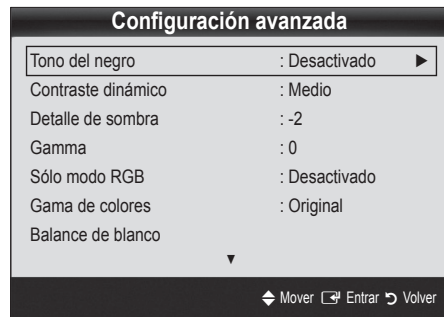 Configuración avanzada
Tono del negro : Desactivado ►
Contraste dinámico : Medio
Detalle de sombra : -2
Gamma : 0
Sólo modo RGB : Desactivado
Gama de colores : Original
Balance de blanco
▼
Mover Entrar Volver